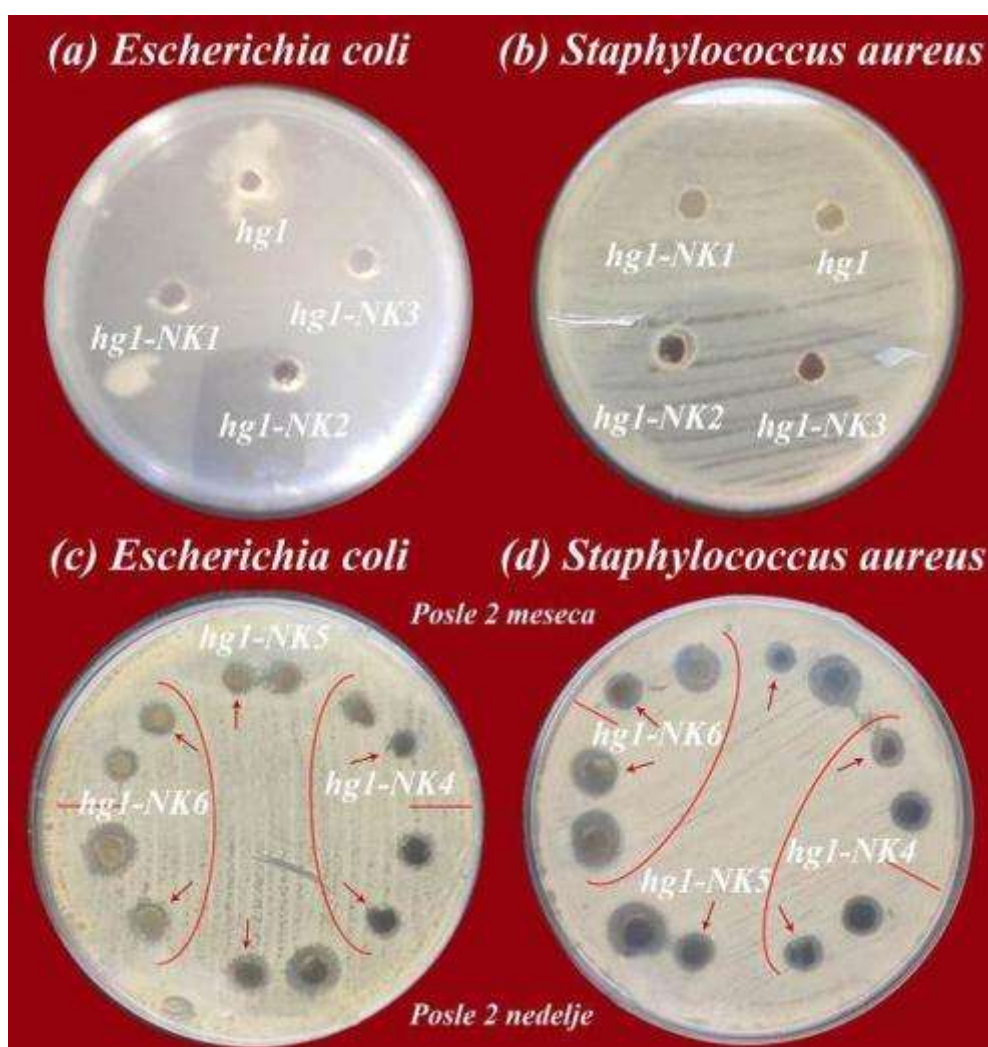 (a) Escherichia coli
(b) Staphylococcus aureus
hg1
hg1-NK3
hg1-NK1
hg1-NK2
hg1-NK1
hg1
hg1-NK2
hg1-NK3
(c) Escherichia coli
(d) Staphylococcus aureus
Posle 2 meseca
hg1-NK5
hg1-NK4
hg1-NK6
hg1-NK6
hg1-NK4
hg1-NK5
Posle 2 nedelje